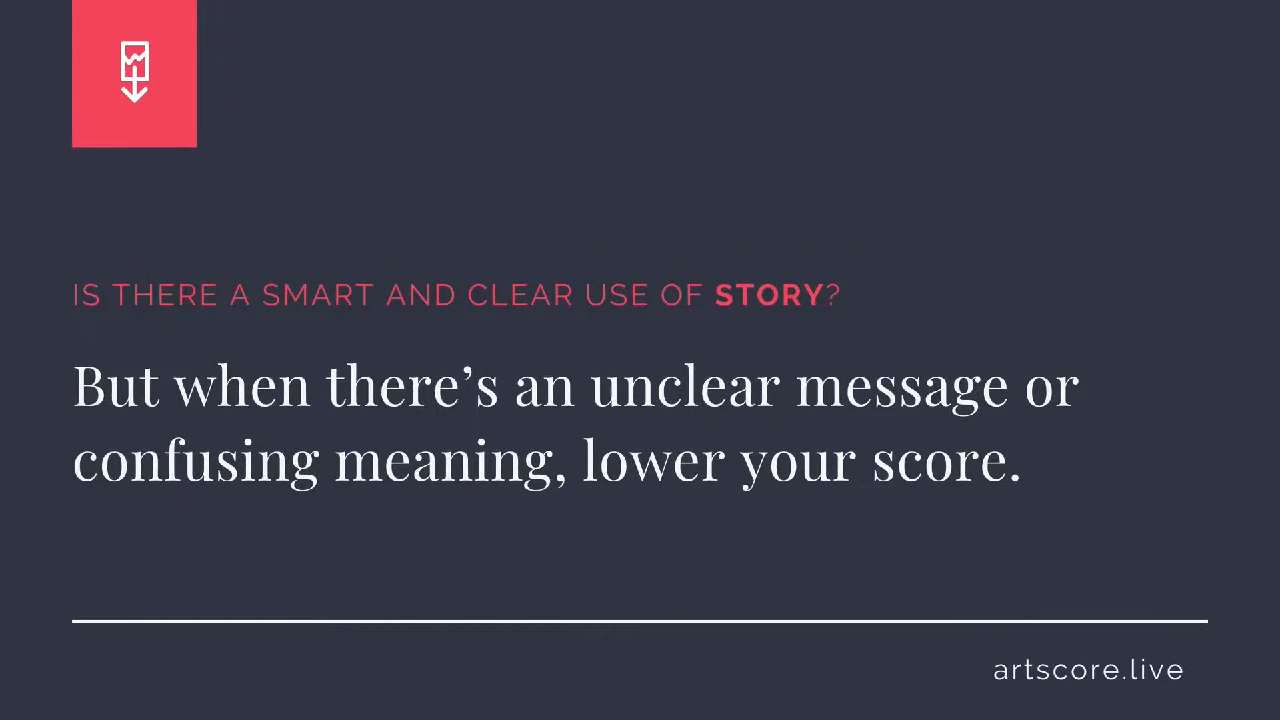 IS THERE A SMART AND CLEAR USE OF STORY?
But when there’s an unclear message or
confusing meaning, lower your score.
artscore.live